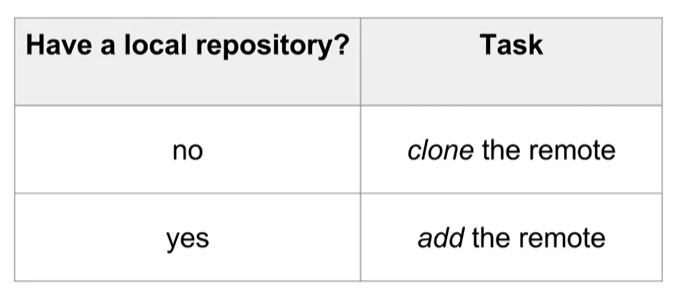 Have a local repository? Task
no clone the remote
yes add the remote